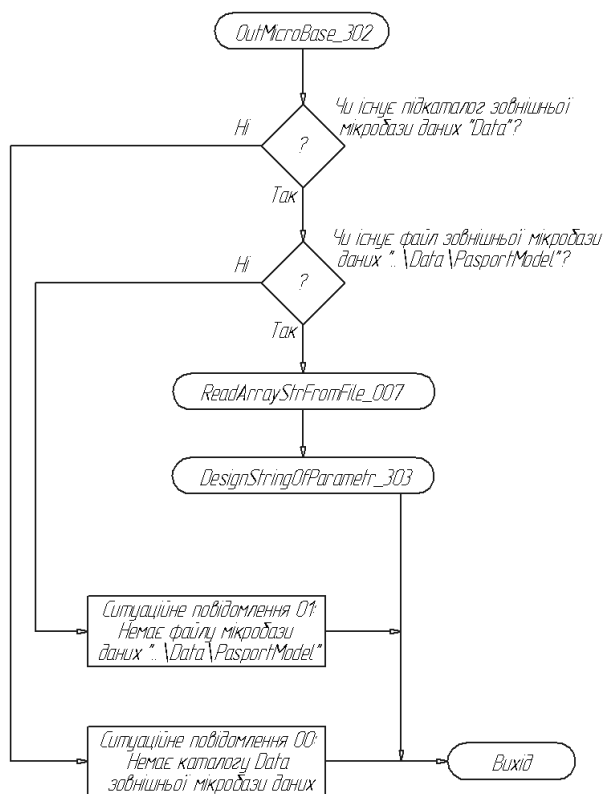 OutMicroBase_302
Чи існує підкаталог зовнішньої
мікробази даних "Data"?
Ні
?
Так
Чи існує файл зовнішньої мікробази
даних "..\Data\PasportModel"?
Ні
?
Так
ReadArrayStrFromFile_007
DesignStringOfParametr_303
Ситуаційне повідомлення 01:
Немає файлу мікробази
даних "..\Data\PasportModel"
Ситуаційне повідомлення 00:
Немає каталогу Data
зовнішньої мікробази даних
Вихід